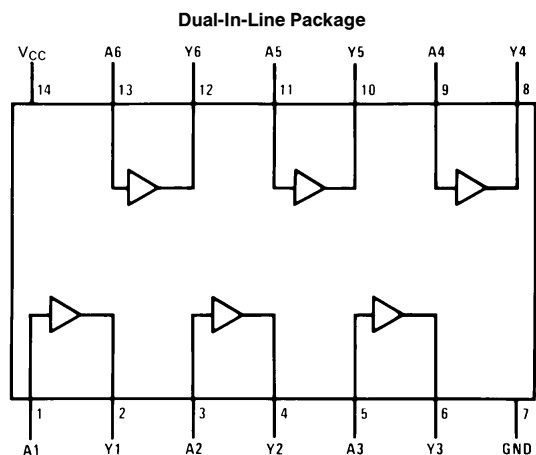 Dual-In-Line Package
VCC A6 Y6 A5 Y5 A4 Y4
14 13 12 11 10 9 8
1 2 3 4 5 6 7
A1 Y1 A2 Y2 A3 Y3 GND